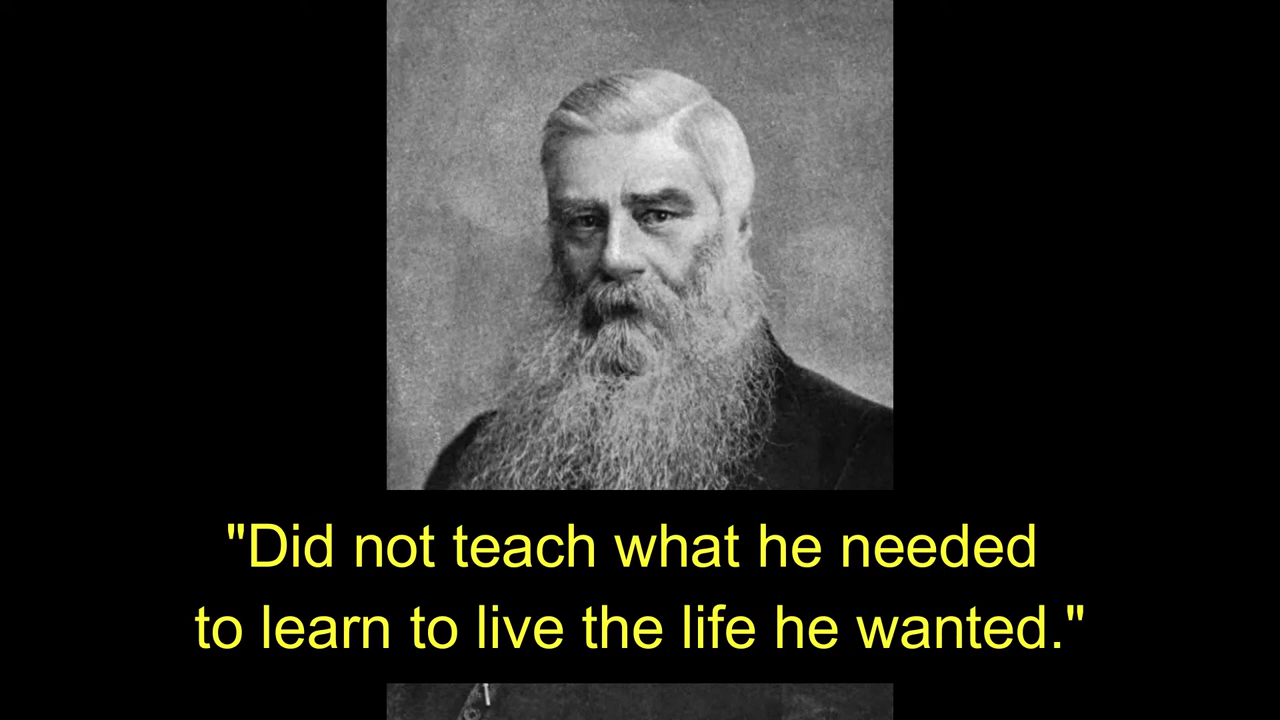 "Did not teach what he needed
to learn to live the life he wanted."